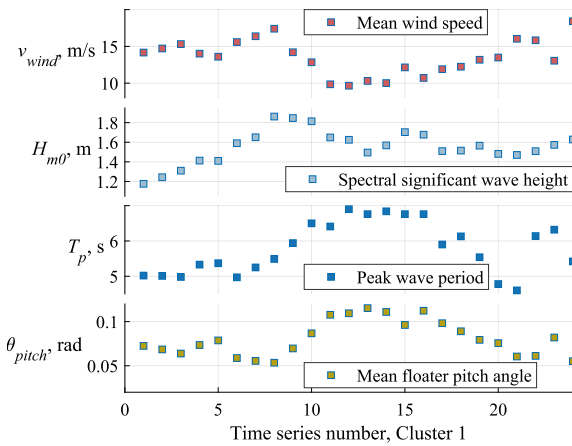 Mean wind speed
v_wind, m/s
15
10
1.8
1.6
1.4
1.2
H_m0, m
Spectral significant wave height
6
5
T_p, s
Peak wave period
0.1
0.05
θ_pitch, rad
Mean floater pitch angle
0 5 10 15 20
Time series number, Cluster 1